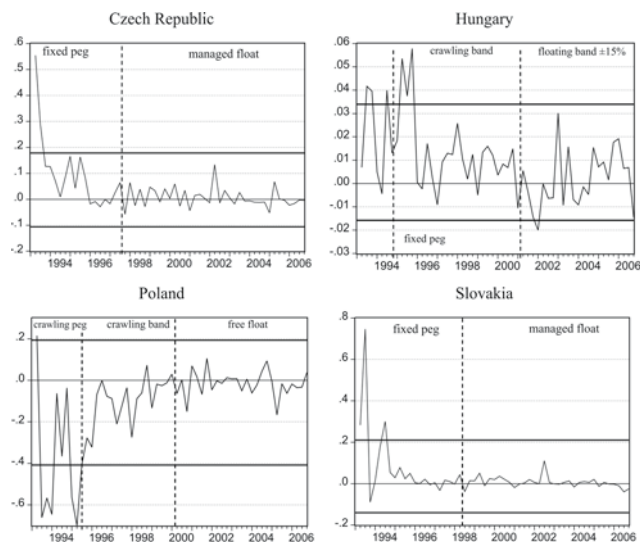 Czech Republic
fixed peg
managed float
.6
.5
.4
.3
.2
.1
.0
-.1
-.2
1994 1996 1998 2000 2002 2004 2006
Hungary
crawling band
floating band ±15%
fixed peg
.06
.05
.04
.03
.02
.01
.00
-.01
-.02
-.03
1994 1996 1998 2000 2002 2004 2006
Poland
crawling peg
crawling band
free float
.2
.0
-.2
-.4
-.6
1994 1996 1998 2000 2002 2004 2006
Slovakia
fixed peg
managed float
.8
.6
.4
.2
.0
-.2
1994 1996 1998 2000 2002 2004 2006